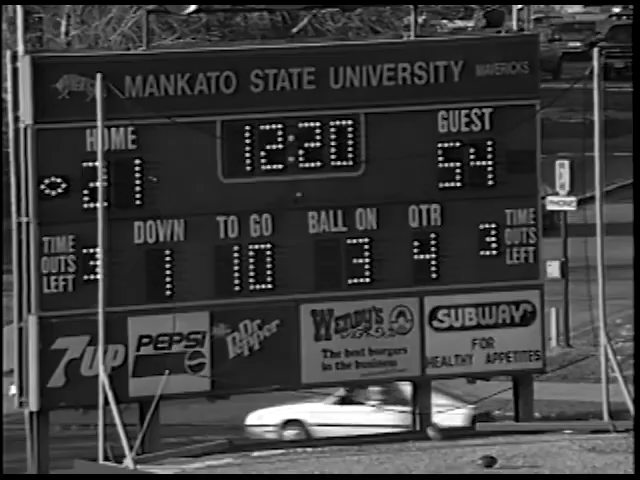 MANKATO STATE UNIVERSITY MAVERICKS
HOME 12:20 GUEST
21 54
DOWN TO GO BALL ON QTR
TIME OUTS LEFT 3 1 10 3 4 3 TIME OUTS LEFT
7UP PEPSI Dr Pepper
WENDY'S
The best burgers
in the business
SUBWAY
FOR
HEALTHY APPETITES
PHONE